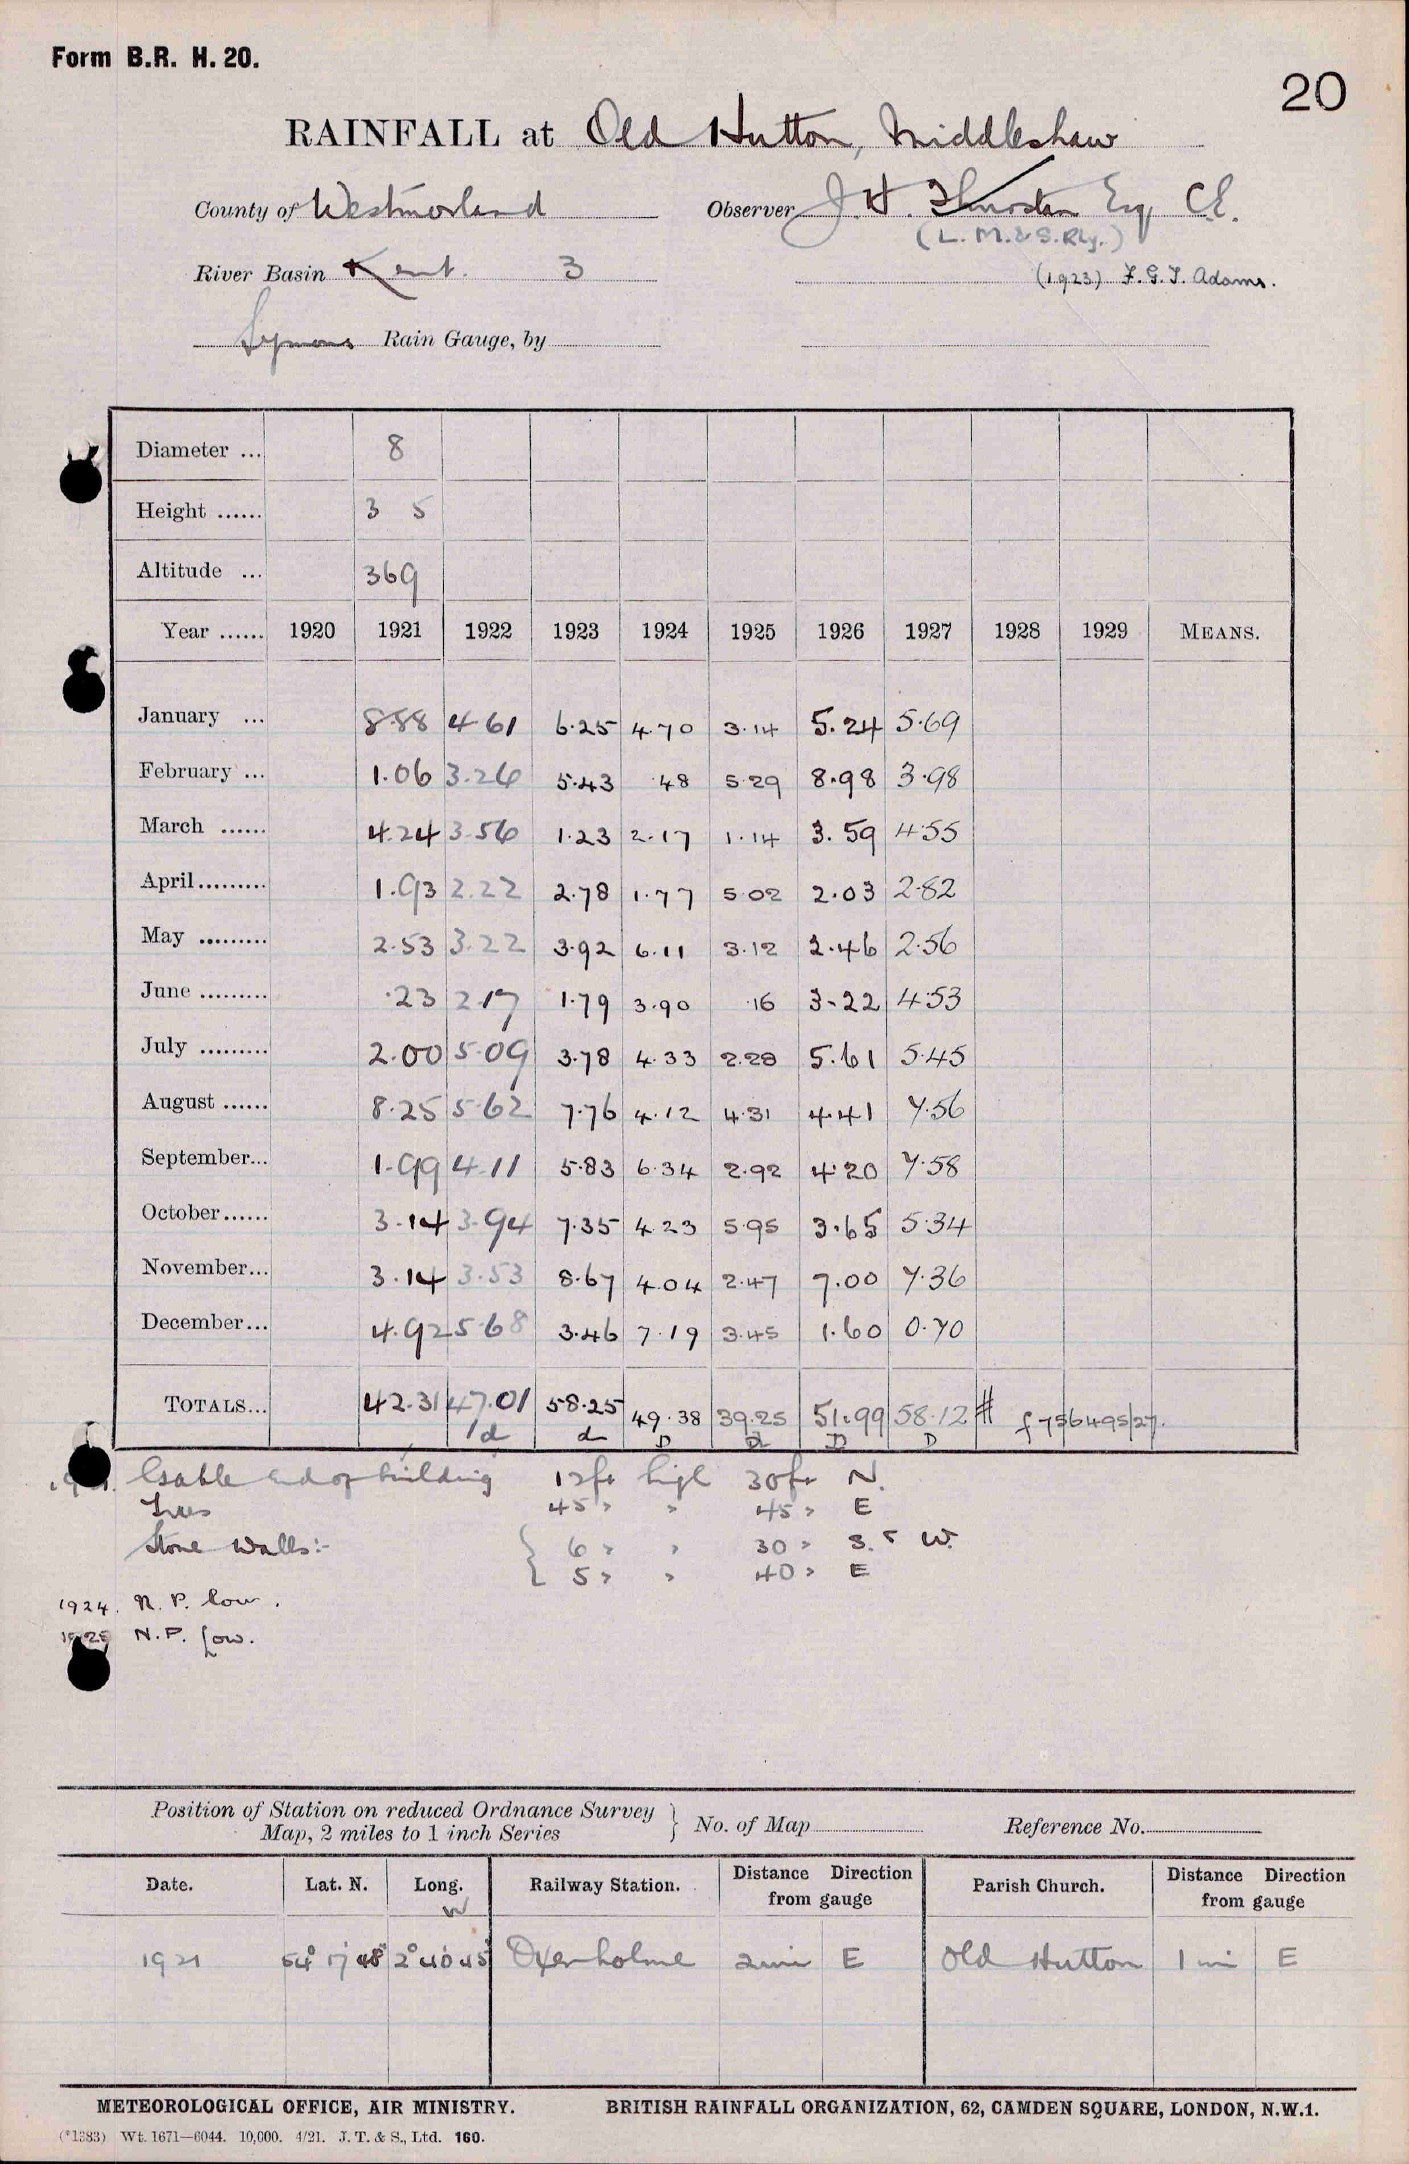 Form B.R. H. 20.
20
RAINFALL at Old Hutton, Middleshaw
County of Westmorland Observer J. H. Thurston Esq C.E.
(L. M. & S. Rly.)
River Basin Kent. 3 (1923) F. G. T. Adams.
Symons Rain Gauge, by
Diameter ... 8
Height ...... 3 5
Altitude ... 369
Year ...... 1920 1921 1922 1923 1924 1925 1926 1927 1928 1929 MEANS.
January ... 8.88 4.61 6.25 4.70 3.14 5.24 5.69
February ... 1.06 3.26 5.43 .48 5.29 8.98 3.98
March ...... 4.24 3.56 1.23 2.17 1.14 3.59 4.55
April......... 1.93 2.22 2.78 1.77 5.02 2.03 2.82
May ......... 2.53 3.22 3.92 6.11 3.12 2.46 2.56
June ......... .23 2.17 1.79 3.90 .16 3.22 4.53
July ......... 2.00 5.09 3.78 4.33 2.28 5.61 5.45
August ...... 8.25 5.62 7.76 4.12 4.31 4.41 7.56
September... 1.99 4.11 5.83 6.34 2.92 4.20 7.58
October...... 3.14 3.94 7.35 4.23 5.95 3.65 5.34
November... 3.14 3.53 8.67 4.04 2.47 7.00 7.36
December... 4.92 5.68 3.46 7.19 3.45 1.60 0.70
TOTALS... 42.31 47.01 58.25 49.38 39.25 51.99 58.12 # f 756495/27.
d d D d D D
Gable end of building 12 ft high 30 ft N.
Trees 45 " " 45 " E
Stone Walls:- { 6 " " 30 " S. & W.
{ 5 " " 40 " E
1924. N. P. low.
1925 N.P. low.
Position of Station on reduced Ordnance Survey
Map, 2 miles to 1 inch Series } No. of Map Reference No.
Date. Lat. N. Long. W Railway Station. Distance Direction from gauge Parish Church. Distance Direction from gauge
1921 54° 17' 48" 2° 40' 45" Oxenholme 2 mi E Old Hutton 1 mi E
METEOROLOGICAL OFFICE, AIR MINISTRY. BRITISH RAINFALL ORGANIZATION, 62, CAMDEN SQUARE, LONDON, N.W.1.
(*1383) Wt. 1671—6044. 10,000. 4/21. J. T. & S., Ltd. 160.